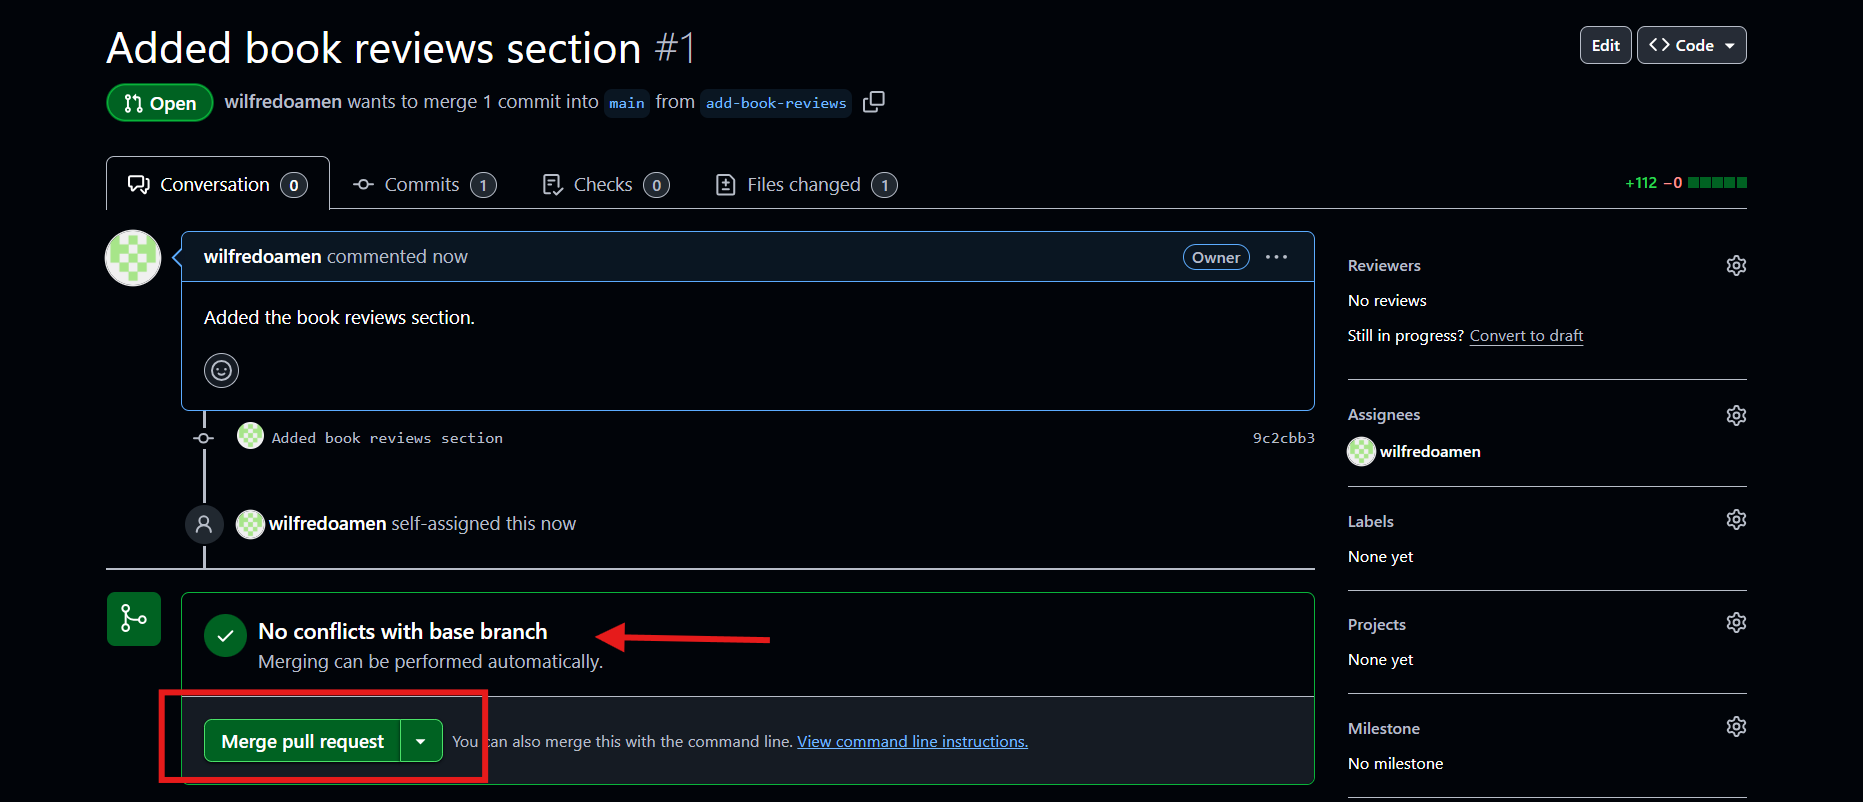 Added book reviews section #1
Edit
<> Code
Open
wilfredoamen wants to merge 1 commit into main from add-book-reviews
Conversation 0
Commits 1
Checks 0
Files changed 1
+112 −0
wilfredoamen commented now
Owner
Added the book reviews section.
Added book reviews section
9c2cbb3
wilfredoamen self-assigned this now
No conflicts with base branch
Merging can be performed automatically.
Merge pull request
You can also merge this with the command line. View command line instructions.
Reviewers
No reviews
Still in progress? Convert to draft
Assignees
wilfredoamen
Labels
None yet
Projects
None yet
Milestone
No milestone